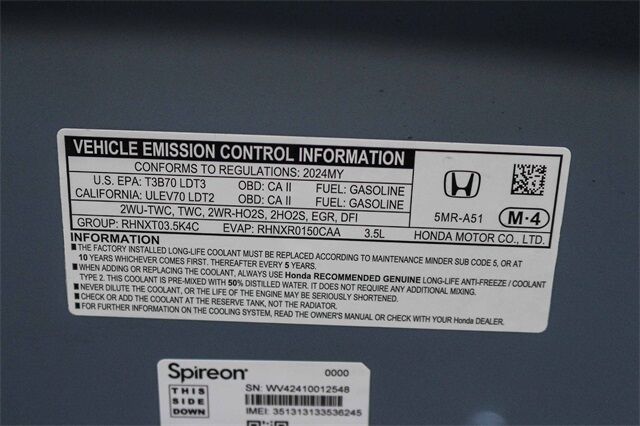 VEHICLE EMISSION CONTROL INFORMATION
CONFORMS TO REGULATIONS: 2024MY
U.S. EPA: T3B70 LDT3 OBD: CA II FUEL: GASOLINE
CALIFORNIA: ULEV70 LDT2 OBD: CA II FUEL: GASOLINE
2WU-TWC, TWC, 2WR-HO2S, 2HO2S, EGR, DFI
GROUP: RHNXT03.5K4C EVAP: RHNXR0150CAA 3.5L
5MR-A51 M·4
HONDA MOTOR CO., LTD.
INFORMATION
■ THE FACTORY INSTALLED LONG-LIFE COOLANT MUST BE REPLACED ACCORDING TO MAINTENANCE MINDER SUB CODE 5, OR AT
10 YEARS WHICHEVER COMES FIRST. THEREAFTER EVERY 5 YEARS.
■ WHEN ADDING OR REPLACING THE COOLANT, ALWAYS USE Honda RECOMMENDED GENUINE LONG-LIFE ANTI-FREEZE / COOLANT
TYPE 2. THIS COOLANT IS PRE-MIXED WITH 50% DISTILLED WATER. IT DOES NOT REQUIRE ANY ADDITIONAL MIXING.
■ NEVER DILUTE THE COOLANT, OR THE ENGINE MAY BECOME SERIOUSLY DAMAGED.
■ CHECK OR ADD THE COOLANT AT THE RESERVE TANK, NOT THE RADIATOR.
■ FOR FURTHER INFORMATION ON THE COOLING SYSTEM, READ THE OWNER'S MANUAL OR CHECK WITH YOUR Honda DEALER.
Spireon 0000
SN: WV42410012548
THIS
SIDE
DOWN
IMEI: 351313133536245